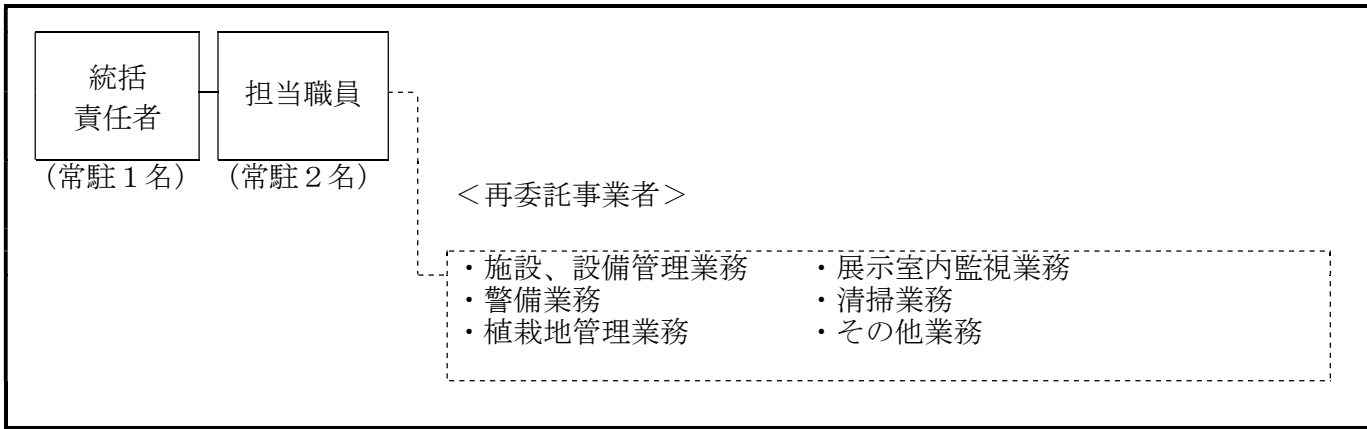 統括
責任者
担当職員
（常駐１名）
（常駐２名）
＜再委託事業者＞
・施設、設備管理業務
・展示室内監視業務
・警備業務
・清掃業務
・植栽地管理業務
・その他業務